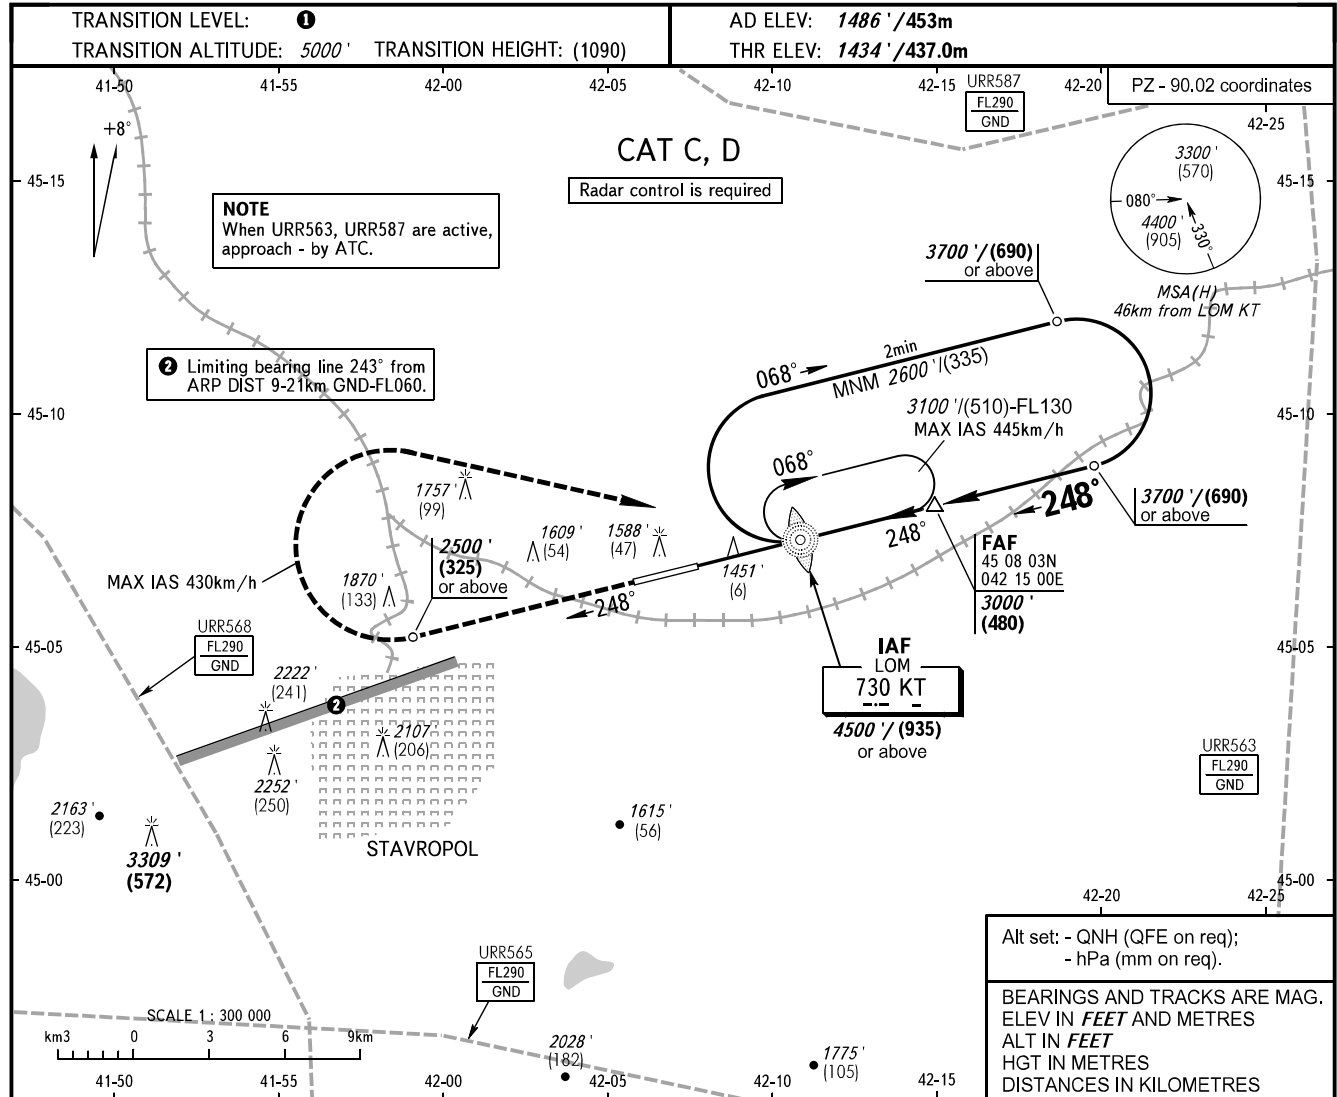 TRANSITION LEVEL: ❶
TRANSITION ALTITUDE: 5000 ' TRANSITION HEIGHT: (1090)
AD ELEV: 1486 '/453m
THR ELEV: 1434 '/437.0m
41-50 41-55 42-00 42-05 42-10 42-15 42-20
PZ - 90.02 coordinates
42-25
+8°
CAT C, D
Radar control is required
URR587
FL290
GND
45-15
45-15
3300 '
(570)
080°
4400 '
(905)
330°
MSA(H)
46km from LOM KT
NOTE
When URR563, URR587 are active,
approach - by ATC.
3700 '/(690)
or above
❷ Limiting bearing line 243° from
ARP DIST 9-21km GND-FL060.
2min
068°
MNM 2600 '/(335)
45-10
45-10
3100 '/(510)-FL130
MAX IAS 445km/h
068°
1757 '
(99)
1609 '
(54)
1588 '
(47)
248°
248°
3700 '/(690)
or above
2500 '
(325)
or above
FAF
45 08 03N
042 15 00E
3000 '
(480)
1451 '
(6)
MAX IAS 430km/h
1870 '
(133)
248°
URR568
FL290
GND
45-05
45-05
IAF
LOM
730 KT
4500 '/(935)
or above
2222 '
(241)
❷
2107 '
(206)
2252 '
(250)
URR563
FL290
GND
2163 '
(223)
3309 '
(572)
1615 '
(56)
STAVROPOL
45-00
45-00
42-20 42-25
URR565
FL290
GND
Alt set: - QNH (QFE on req);
- hPa (mm on req).
BEARINGS AND TRACKS ARE MAG.
ELEV IN FEET AND METRES
ALT IN FEET
HGT IN METRES
DISTANCES IN KILOMETRES
SCALE 1 : 300 000
km3 0 3 6 9km
2028 '
(182)
1775 '
(105)
41-50 41-55 42-00 42-05 42-10 42-15